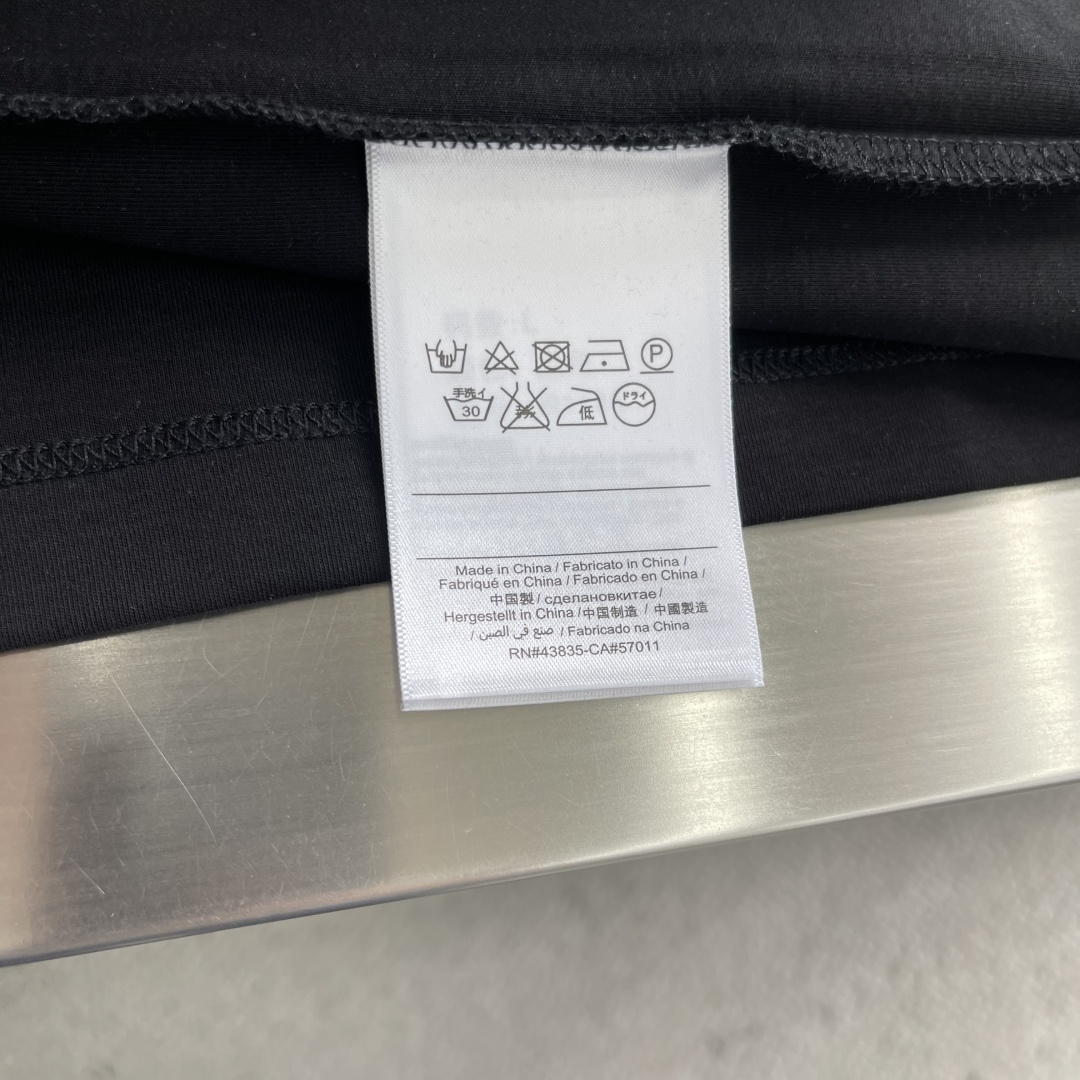 P
手洗イ ドライ
30 低
Made in China / Fabricato in China /
Fabriqué en China / Fabricado en China /
中国製 / сделановкитае /
Hergestellt in China /中国制造 / 中國製造
/ صنع في الصين / Fabricado na China
RN#43835-CA#57011